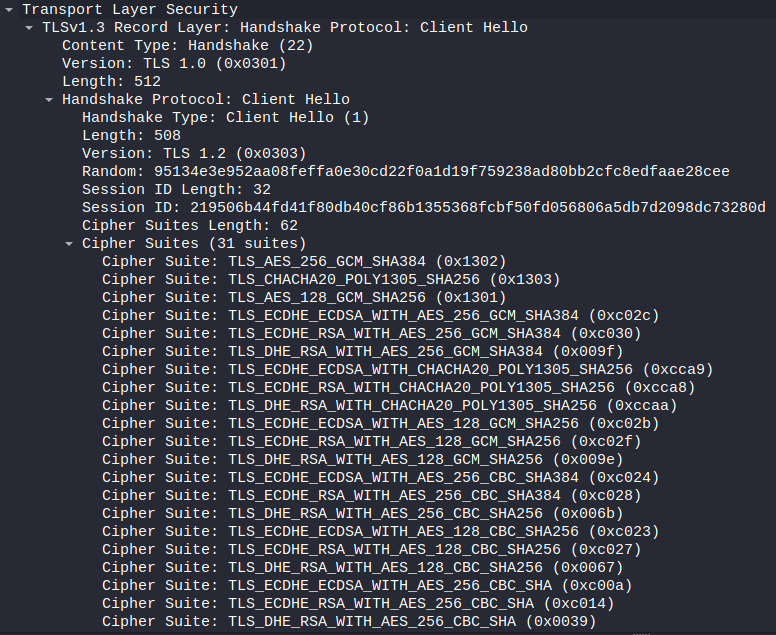 Transport Layer Security
TLSv1.3 Record Layer: Handshake Protocol: Client Hello
Content Type: Handshake (22)
Version: TLS 1.0 (0x0301)
Length: 512
Handshake Protocol: Client Hello
Handshake Type: Client Hello (1)
Length: 508
Version: TLS 1.2 (0x0303)
Random: 95134e3e952aa08feffa0e30cd22f0a1d19f759238ad80bb2cfc8edfaae28cee
Session ID Length: 32
Session ID: 219506b44fd41f80db40cf86b1355368fcbf50fd056806a5db7d2098dc73280d
Cipher Suites Length: 62
Cipher Suites (31 suites)
Cipher Suite: TLS_AES_256_GCM_SHA384 (0x1302)
Cipher Suite: TLS_CHACHA20_POLY1305_SHA256 (0x1303)
Cipher Suite: TLS_AES_128_GCM_SHA256 (0x1301)
Cipher Suite: TLS_ECDHE_ECDSA_WITH_AES_256_GCM_SHA384 (0xc02c)
Cipher Suite: TLS_ECDHE_RSA_WITH_AES_256_GCM_SHA384 (0xc030)
Cipher Suite: TLS_DHE_RSA_WITH_AES_256_GCM_SHA384 (0x009f)
Cipher Suite: TLS_ECDHE_ECDSA_WITH_CHACHA20_POLY1305_SHA256 (0xcca9)
Cipher Suite: TLS_ECDHE_RSA_WITH_CHACHA20_POLY1305_SHA256 (0xcca8)
Cipher Suite: TLS_DHE_RSA_WITH_CHACHA20_POLY1305_SHA256 (0xccaa)
Cipher Suite: TLS_ECDHE_ECDSA_WITH_AES_128_GCM_SHA256 (0xc02b)
Cipher Suite: TLS_ECDHE_RSA_WITH_AES_128_GCM_SHA256 (0xc02f)
Cipher Suite: TLS_DHE_RSA_WITH_AES_128_GCM_SHA256 (0x009e)
Cipher Suite: TLS_ECDHE_ECDSA_WITH_AES_256_CBC_SHA384 (0xc024)
Cipher Suite: TLS_ECDHE_RSA_WITH_AES_256_CBC_SHA384 (0xc028)
Cipher Suite: TLS_DHE_RSA_WITH_AES_256_CBC_SHA256 (0x006b)
Cipher Suite: TLS_ECDHE_ECDSA_WITH_AES_128_CBC_SHA256 (0xc023)
Cipher Suite: TLS_ECDHE_RSA_WITH_AES_128_CBC_SHA256 (0xc027)
Cipher Suite: TLS_DHE_RSA_WITH_AES_128_CBC_SHA256 (0x0067)
Cipher Suite: TLS_ECDHE_ECDSA_WITH_AES_256_CBC_SHA (0xc00a)
Cipher Suite: TLS_ECDHE_RSA_WITH_AES_256_CBC_SHA (0xc014)
Cipher Suite: TLS_DHE_RSA_WITH_AES_256_CBC_SHA (0x0039)